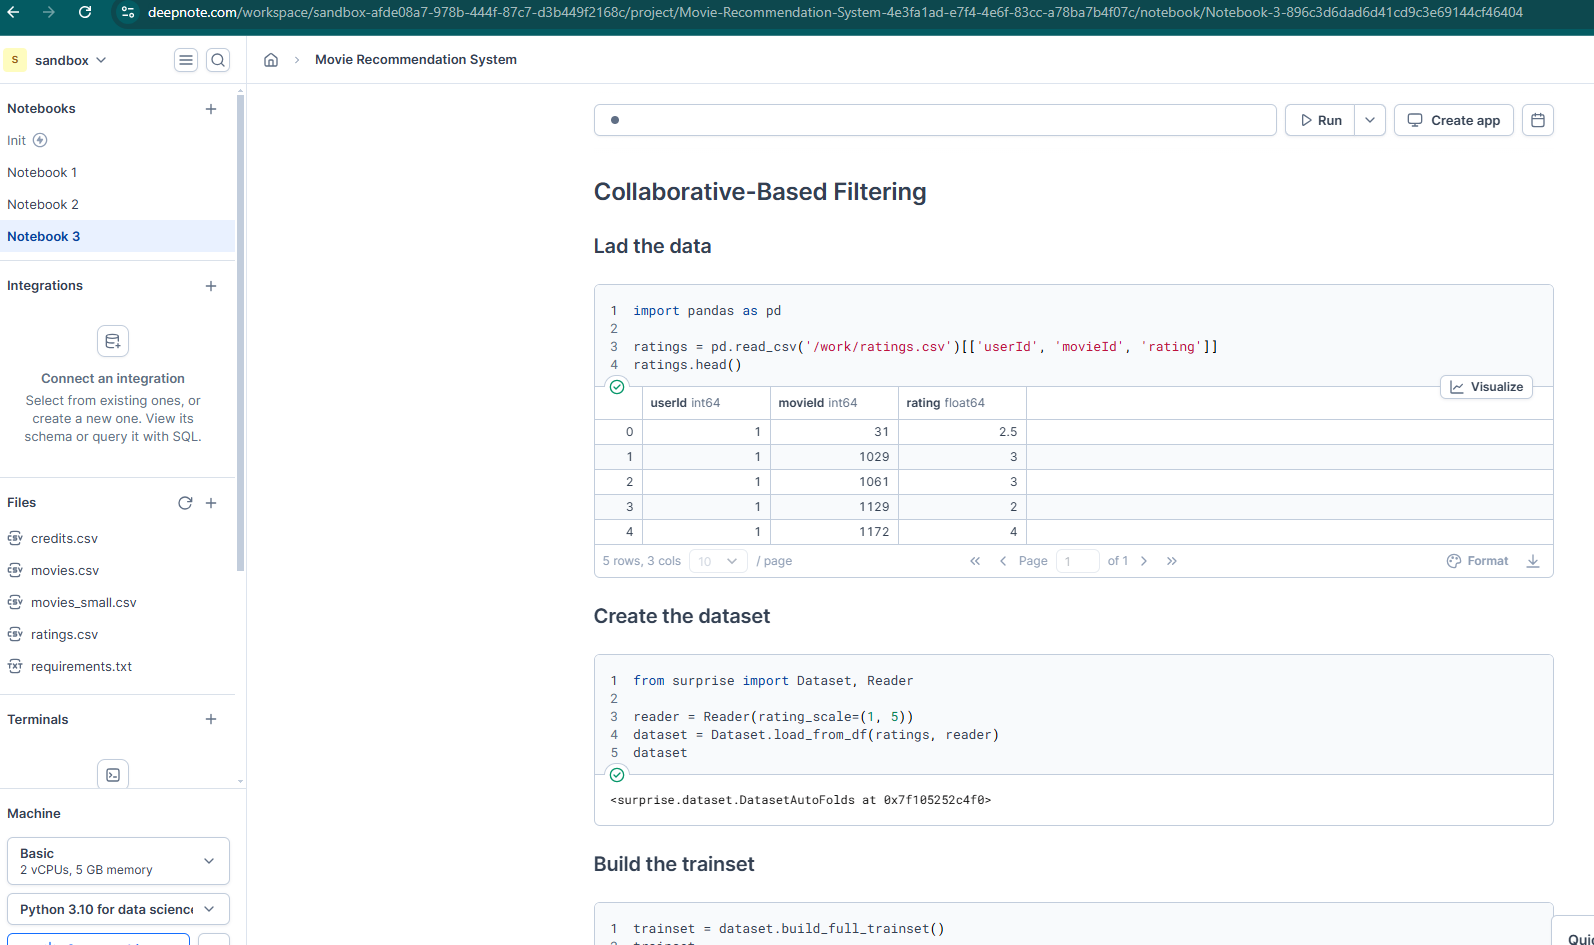 deepnote.com/workspace/sandbox-afde08a7-978b-444f-87c7-d3b449f2168c/project/Movie-Recommendation-System-4e3fa1ad-e7f4-4e6f-83cc-a78ba7b4f07c/notebook/Notebook-3-896c3d6dad6d41cd9c3e69144cf46404
S sandbox
Movie Recommendation System
Notebooks
Init
Notebook 1
Notebook 2
Notebook 3
Integrations
Connect an integration
Select from existing ones, or
create a new one. View its
schema or query it with SQL.
Files
CSV credits.csv
CSV movies.csv
CSV movies_small.csv
CSV ratings.csv
TXT requirements.txt
Terminals
Machine
Basic
2 vCPUs, 5 GB memory
Python 3.10 for data science
Run
Create app
Collaborative-Based Filtering
Lad the data
1 import pandas as pd
2
3 ratings = pd.read_csv('/work/ratings.csv')[['userId', 'movieId', 'rating']]
4 ratings.head()
Visualize
userId int64 movieId int64 rating float64
0 1 31 2.5
1 1 1029 3
2 1 1061 3
3 1 1129 2
4 1 1172 4
5 rows, 3 cols 10 / page « < Page 1 of 1 > » Format
Create the dataset
1 from surprise import Dataset, Reader
2
3 reader = Reader(rating_scale=(1, 5))
4 dataset = Dataset.load_from_df(ratings, reader)
5 dataset
<surprise.dataset.DatasetAutoFolds at 0x7f105252c4f0>
Build the trainset
1 trainset = dataset.build_full_trainset()
2 trainset